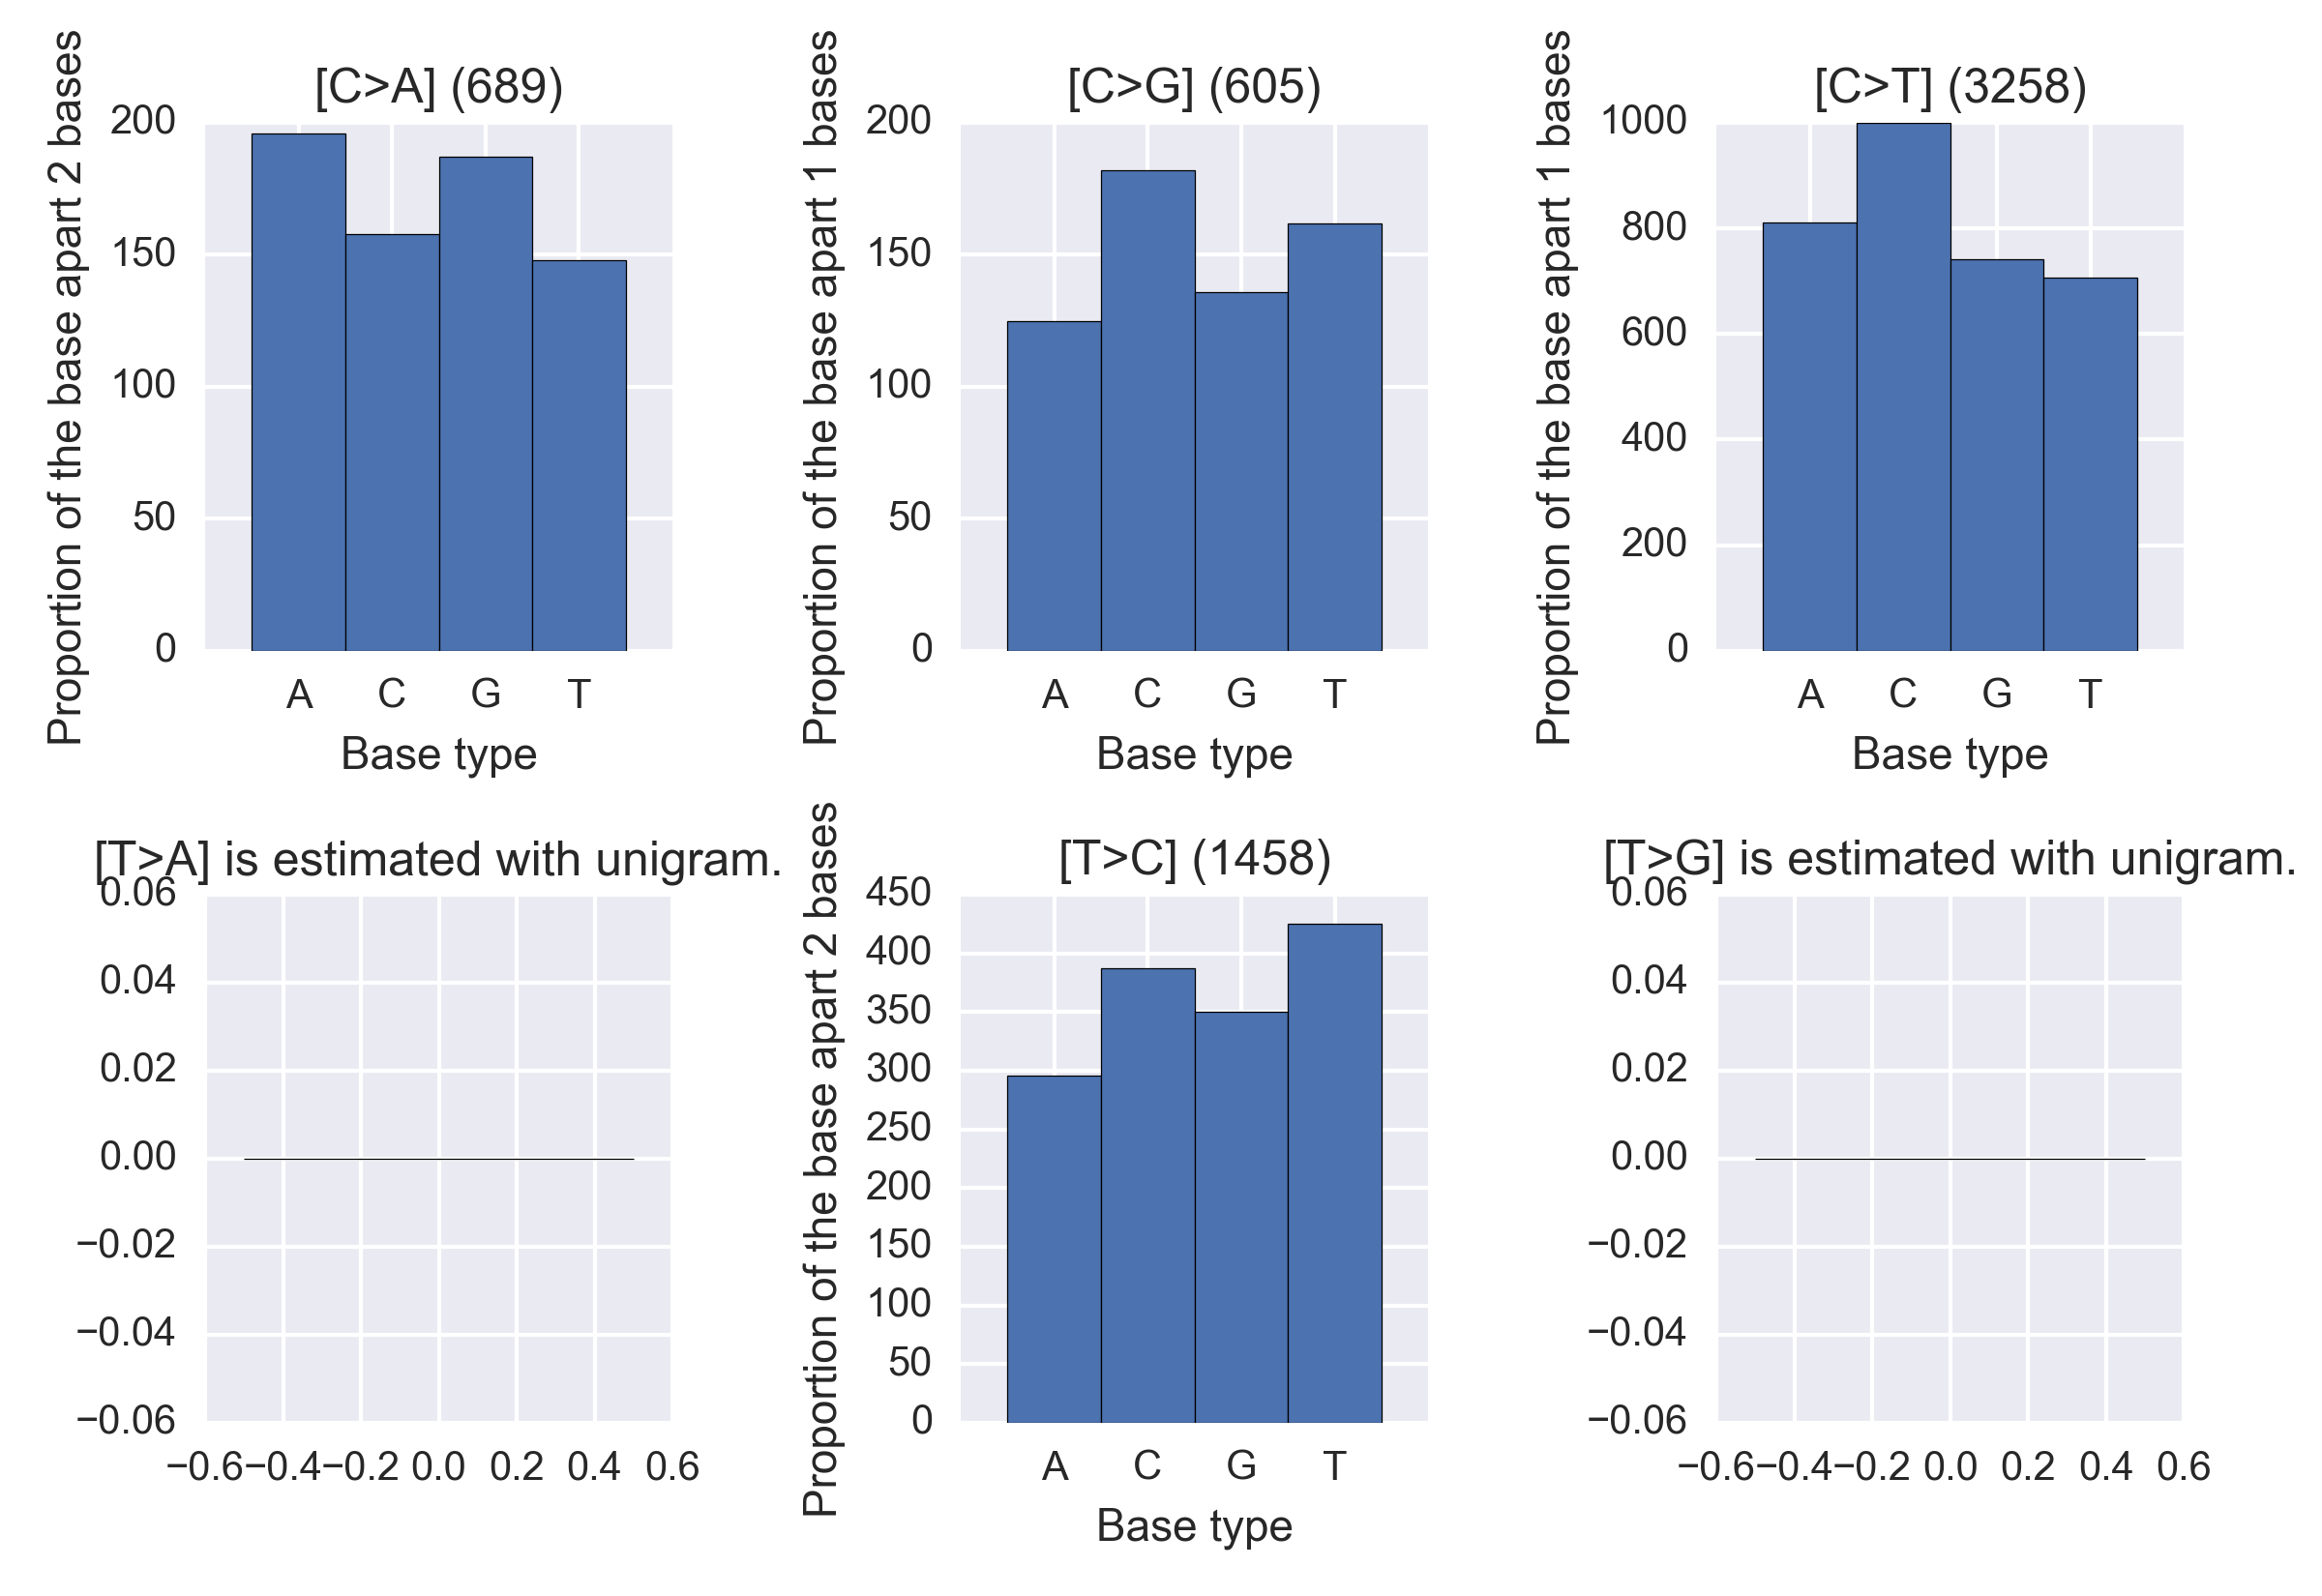 [C>A] (689)
Proportion of the base apart 2 bases
200
150
100
50
0
A C G T
Base type
[C>G] (605)
Proportion of the base apart 1 bases
200
150
100
50
0
A C G T
Base type
[C>T] (3258)
Proportion of the base apart 1 bases
1000
800
600
400
200
0
A C G T
Base type
[T>A] is estimated with unigram.
0.06
0.04
0.02
0.00
−0.02
−0.04
−0.06
−0.6 −0.4 −0.2 0.0 0.2 0.4 0.6
[T>C] (1458)
Proportion of the base apart 2 bases
450
400
350
300
250
200
150
100
50
0
A C G T
Base type
[T>G] is estimated with unigram.
0.06
0.04
0.02
0.00
−0.02
−0.04
−0.06
−0.6 −0.4 −0.2 0.0 0.2 0.4 0.6